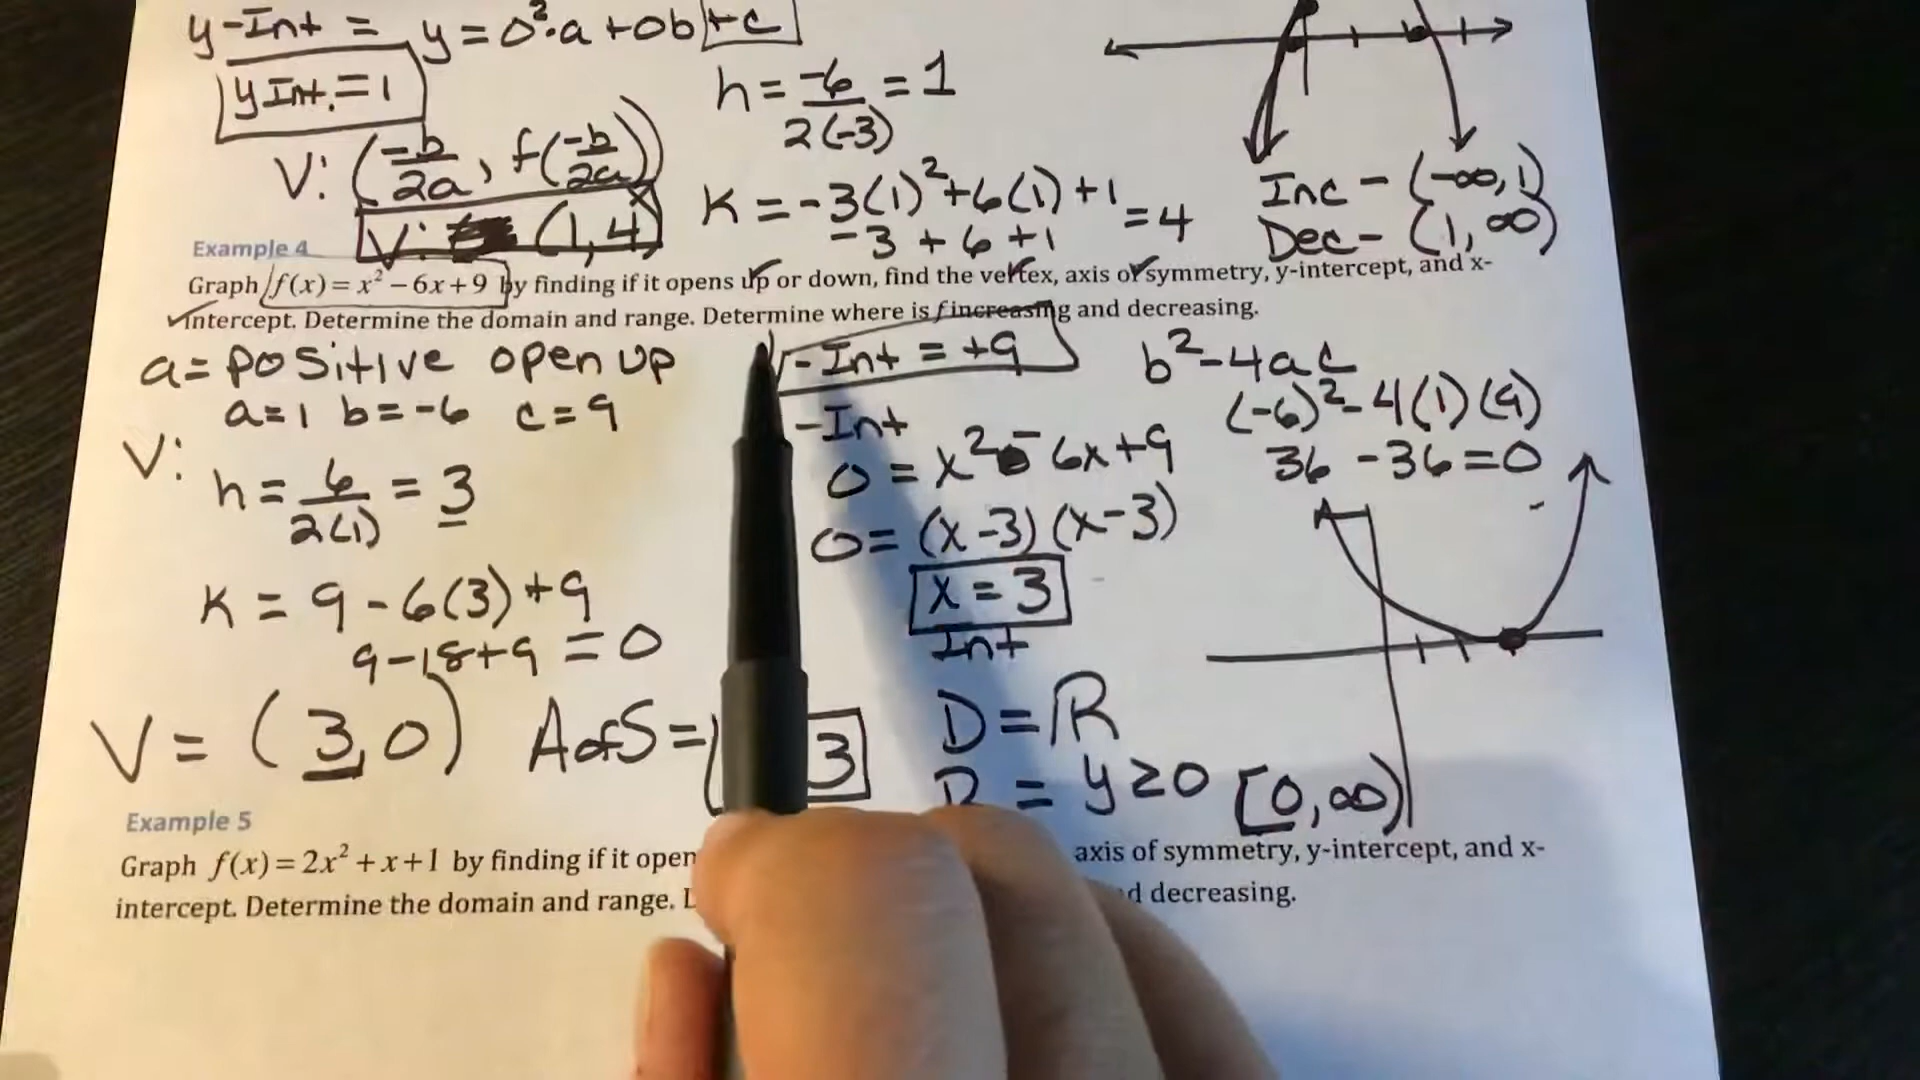 y-Int = y = 0²·a + 0b + c
y Int. = 1
h = -6/2(-3) = 1
V: (-b/2a, f(-b/2a))
V: (1, 4)
K = -3(1)² + 6(1) + 1 = 4
-3 + 6 + 1
Inc - (-∞, 1)
Dec - (1, ∞)
Example 4
Graph f(x) = x² - 6x + 9 by finding if it opens up or down, find the vertex, axis of symmetry, y-intercept, and x-
intercept. Determine the domain and range. Determine where is f increasing and decreasing.
a = positive open up
a = 1 b = -6 c = 9
V:
h = 6/2(1) = 3
K = 9 - 6(3) + 9
9 - 18 + 9 = 0
V = (3, 0) A of S = 3
-Int = +9
-Int
0 = x² - 6x + 9
0 = (x - 3)(x - 3)
x = 3
Int
b² - 4ac
(-6)² - 4(1)(9)
36 - 36 = 0
D = ℝ
R = y ≥ 0 [0, ∞)
Example 5
Graph f(x) = 2x² + x + 1 by finding if it open axis of symmetry, y-intercept, and x-
intercept. Determine the domain and range. decreasing.